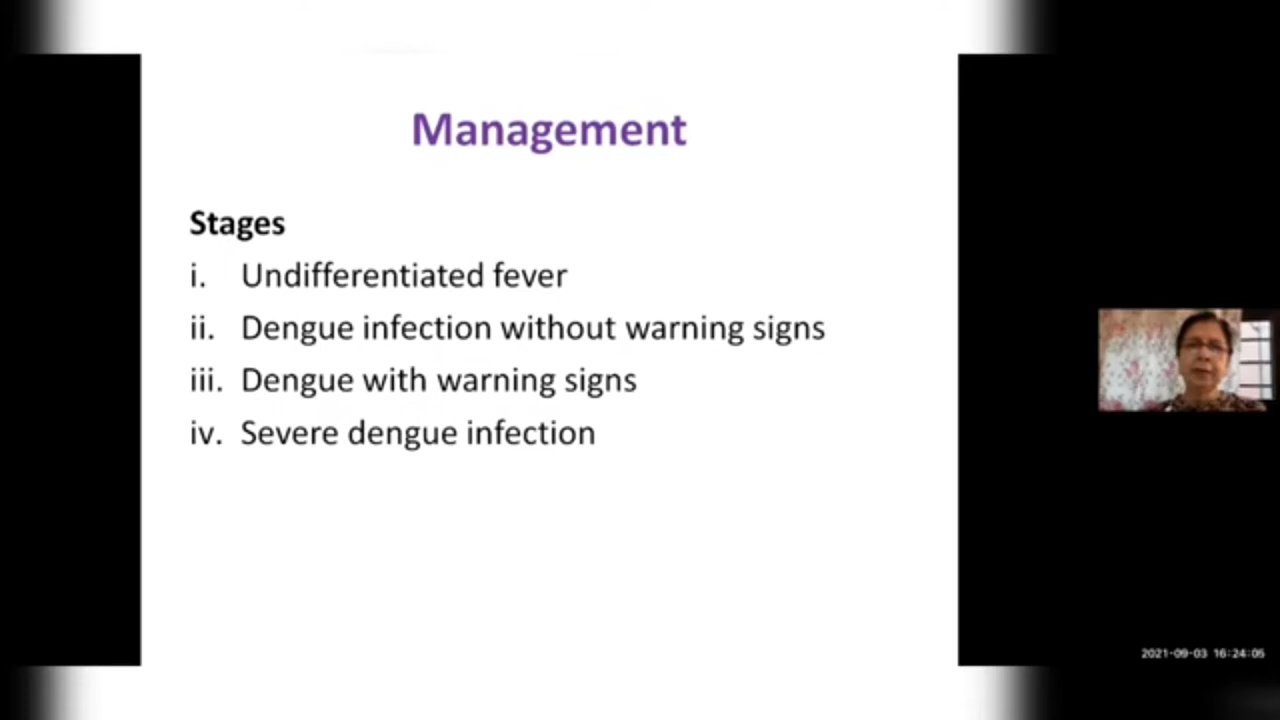 Management
Stages
i. Undifferentiated fever
ii. Dengue infection without warning signs
iii. Dengue with warning signs
iv. Severe dengue infection
2021-09-03 16:24:05